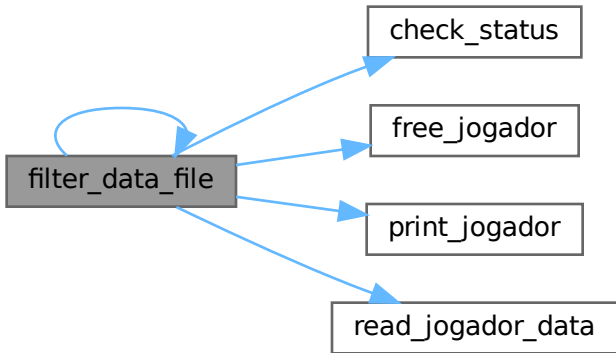 check_status
free_jogador
filter_data_file
print_jogador
read_jogador_data